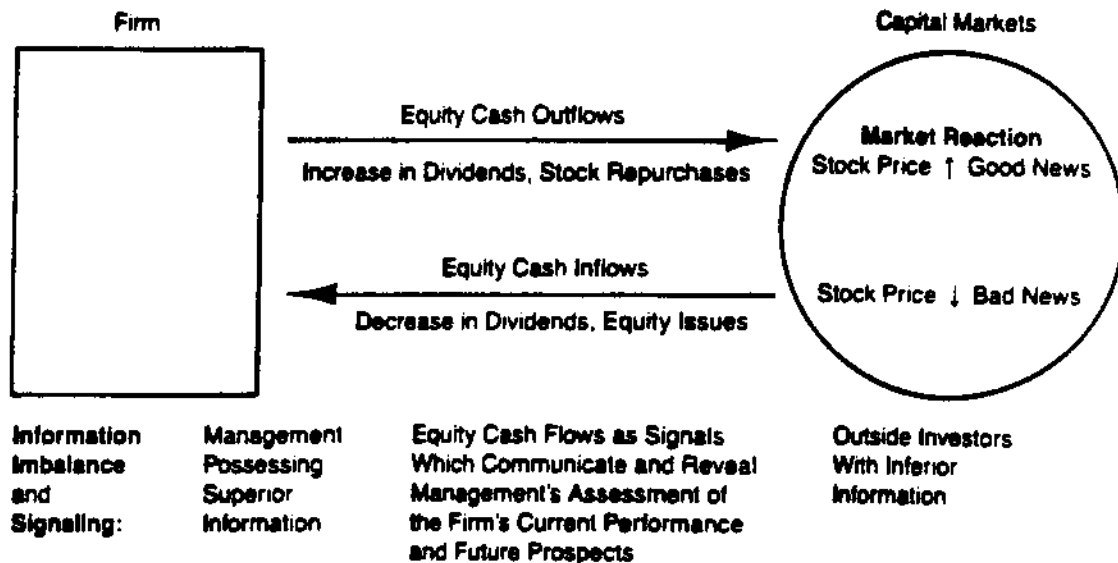 Firm
Capital Markets
Equity Cash Outflows
Increase in Dividends, Stock Repurchases
Market Reaction
Stock Price ↑ Good News
Equity Cash Inflows
Decrease in Dividends, Equity Issues
Stock Price ↓ Bad News
Information
Imbalance
and
Signaling:
Management
Possessing
Superior
Information
Equity Cash Flows as Signals
Which Communicate and Reveal
Management's Assessment of
the Firm's Current Performance
and Future Prospects
Outside Investors
With Inferior
Information